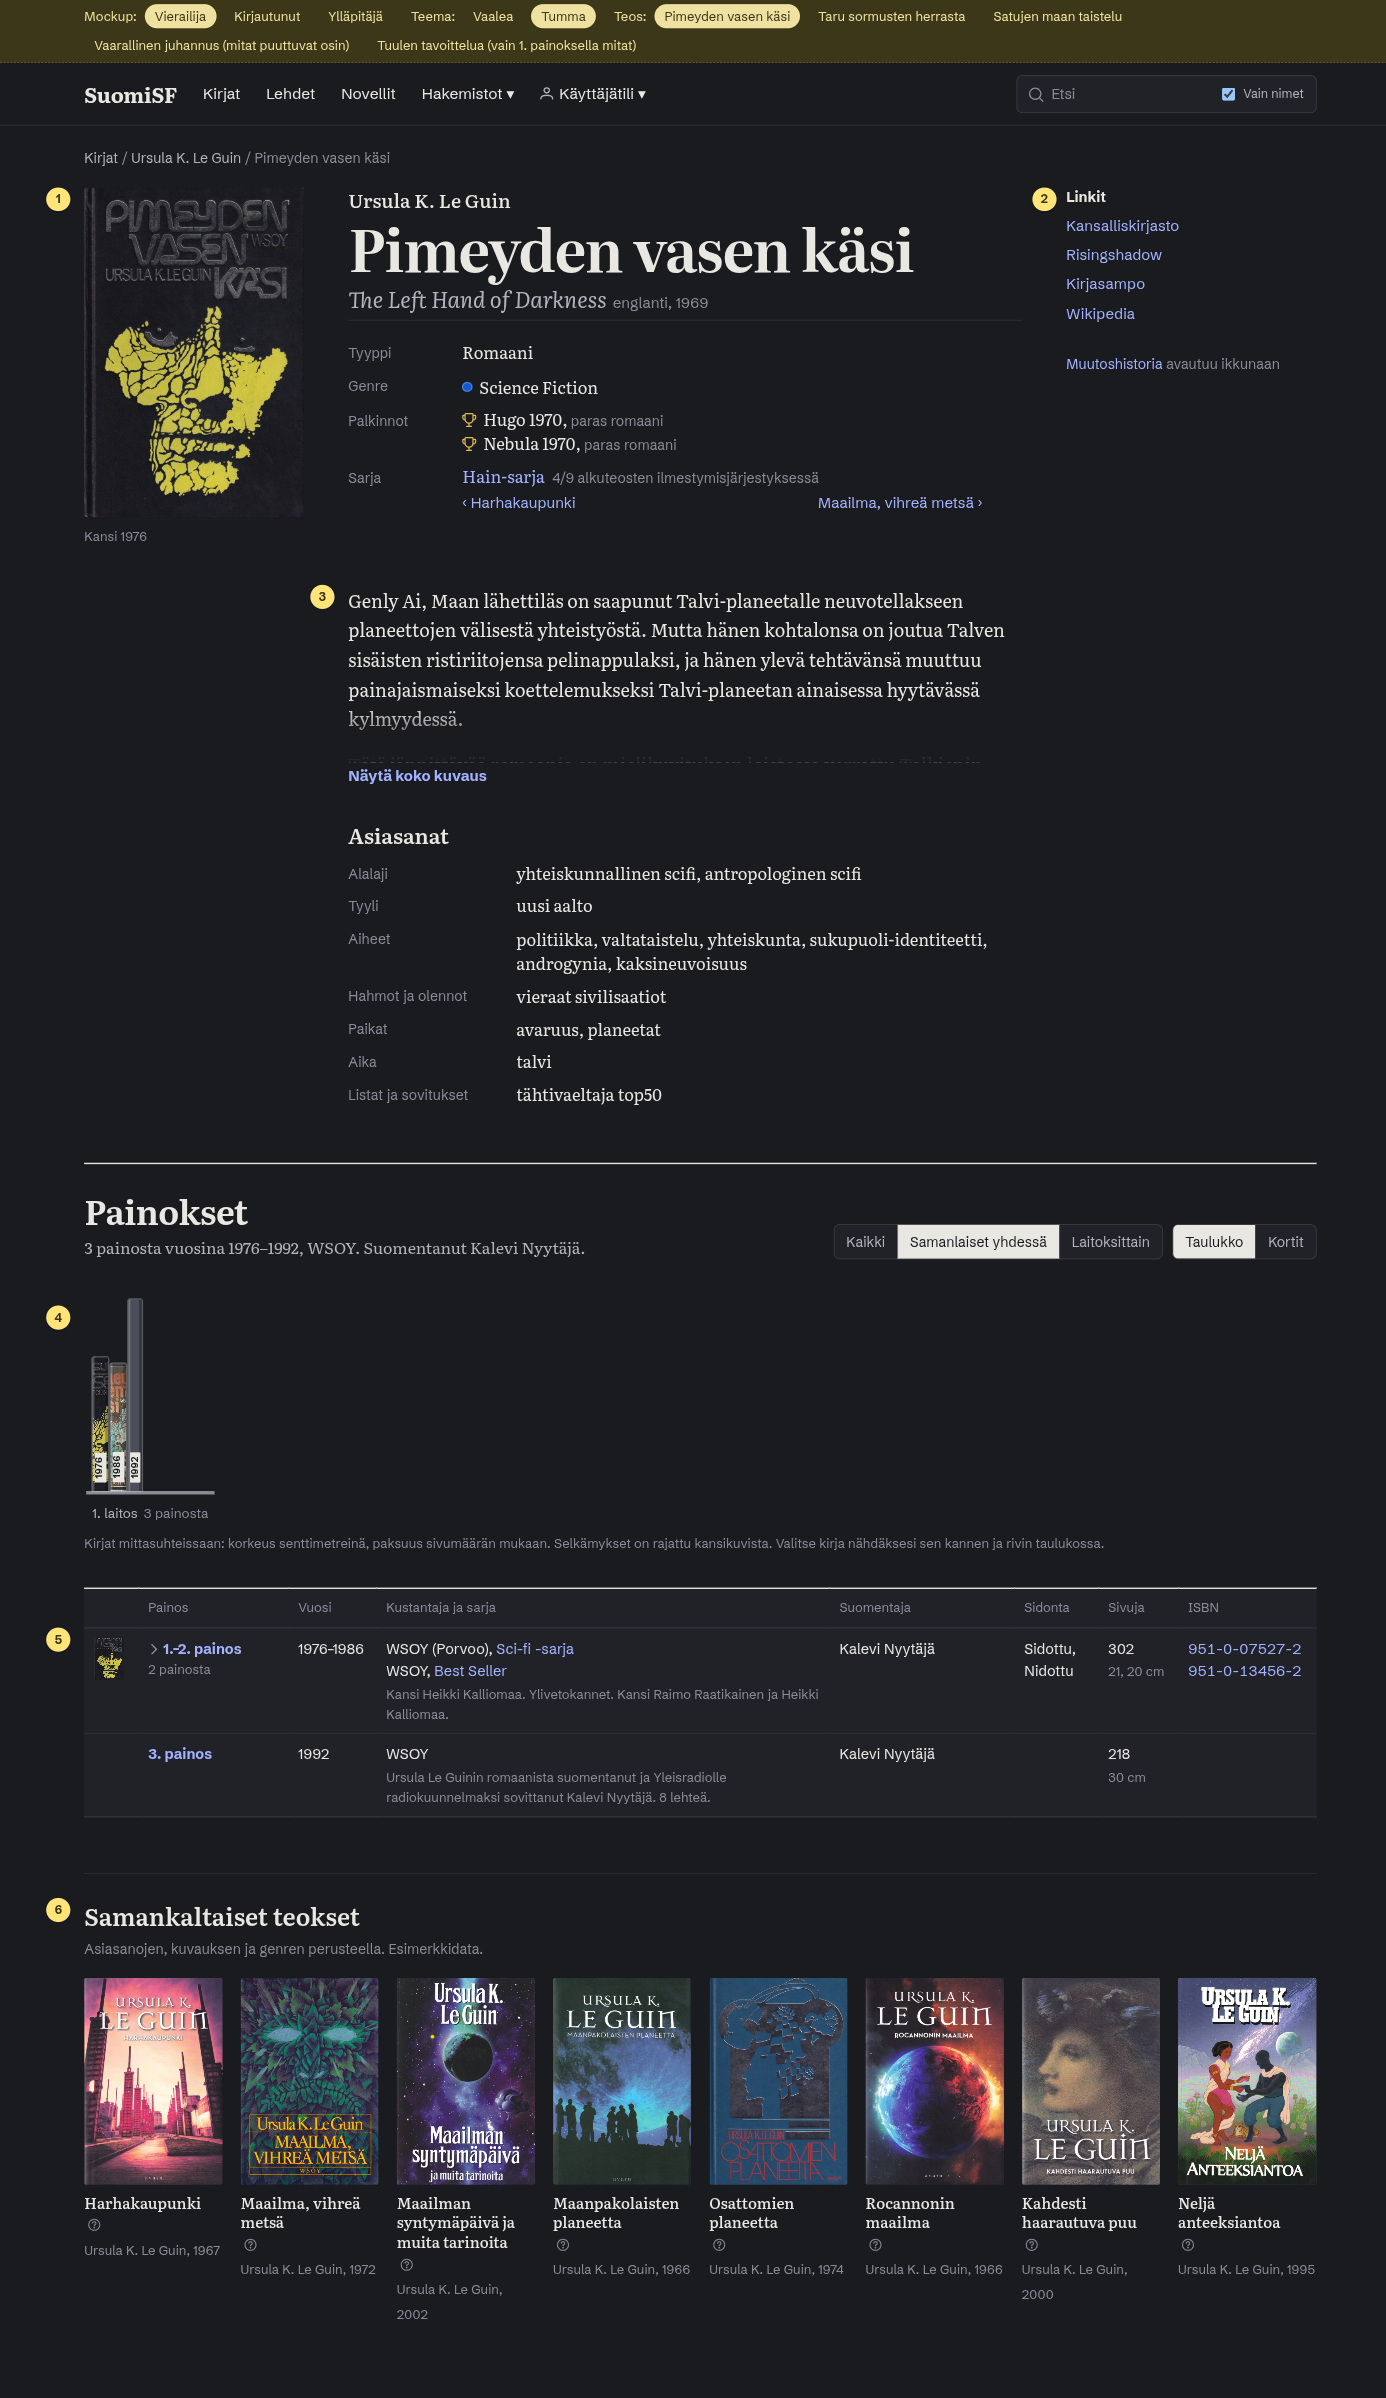 Mockup: Vierailija Kirjautunut Ylläpitäjä Teema: Vaalea Tumma Teos: Pimeyden vasen käsi Taru sormusten herrasta Satujen maan taistelu
Vaarallinen juhannus (mitat puuttuvat osin) Tuulen tavoittelua (vain 1. painoksella mitat)
SuomiSF Kirjat Lehdet Novellit Hakemistot ▾ Käyttäjätili ▾ Etsi Vain nimet
Kirjat / Ursula K. Le Guin / Pimeyden vasen käsi
1
PIMEYDEN
VASEN WSOY
URSULA K. LE GUIN KÄSI
Kansi 1976
Ursula K. Le Guin
Pimeyden vasen käsi
The Left Hand of Darkness englanti, 1969
Tyyppi Romaani
Genre Science Fiction
Palkinnot Hugo 1970, paras romaani
Nebula 1970, paras romaani
Sarja Hain-sarja 4/9 alkuteosten ilmestymisjärjestyksessä
‹ Harhakaupunki Maailma, vihreä metsä ›
2 Linkit
Kansalliskirjasto
Risingshadow
Kirjasampo
Wikipedia
Muutoshistoria avautuu ikkunaan
3
Genly Ai, Maan lähettiläs on saapunut Talvi-planeetalle neuvotellakseen
planeettojen välisestä yhteistyöstä. Mutta hänen kohtalonsa on joutua Talven
sisäisten ristiriitojensa pelinappulaksi, ja hänen ylevä tehtävänsä muuttuu
painajaismaiseksi koettelemukseksi Talvi-planeetan ainaisessa hyytävässä
kylmyydessä.
Näytä koko kuvaus
Asiasanat
Alalaji yhteiskunnallinen scifi, antropologinen scifi
Tyyli uusi aalto
Aiheet politiikka, valtataistelu, yhteiskunta, sukupuoli-identiteetti,
androgynia, kaksineuvoisuus
Hahmot ja olennot vieraat sivilisaatiot
Paikat avaruus, planeetat
Aika talvi
Listat ja sovitukset tähtivaeltaja top50
Painokset
3 painosta vuosina 1976–1992, WSOY. Suomentanut Kalevi Nyytäjä.
Kaikki Samanlaiset yhdessä Laitoksittain Taulukko Kortit
4
1976 1986 1992
1. laitos 3 painosta
Kirjat mittasuhteissaan: korkeus senttimetreinä, paksuus sivumäärän mukaan. Selkämykset on rajattu kansikuvista. Valitse kirja nähdäksesi sen kannen ja rivin taulukossa.
Painos Vuosi Kustantaja ja sarja Suomentaja Sidonta Sivuja ISBN
5 1.–2. painos 1976–1986 WSOY (Porvoo), Sci-fi -sarja Kalevi Nyytäjä Sidottu, 302 951-0-07527-2
2 painosta WSOY, Best Seller Nidottu 21, 20 cm 951-0-13456-2
Kansi Heikki Kalliomaa. Ylivetokannet. Kansi Raimo Raatikainen ja Heikki
Kalliomaa.
3. painos 1992 WSOY Kalevi Nyytäjä 218
Ursula Le Guinin romaanista suomentanut ja Yleisradiolle 30 cm
radiokuunnelmaksi sovittanut Kalevi Nyytäjä. 8 lehteä.
6 Samankaltaiset teokset
Asiasanojen, kuvauksen ja genren perusteella. Esimerkkidata.
URSULA K.
LE GUIN
HARHAKAUPUNKI
Harhakaupunki
Ursula K. Le Guin, 1967
Ursula K. Le Guin
MAAILMA,
VIHREÄ METSÄ
WSOY
Maailma, vihreä
metsä
Ursula K. Le Guin, 1972
Ursula K.
Le Guin
Maailman
syntymäpäivä
ja muita tarinoita
Maailman
syntymäpäivä ja
muita tarinoita
Ursula K. Le Guin,
2002
URSULA K.
LE GUIN
MAANPAKOLAISTEN PLANEETTA
Maanpakolaisten
planeetta
Ursula K. Le Guin, 1966
URSULA K. LE GUIN
OSATTOMIEN
PLANEETTA
Osattomien
planeetta
Ursula K. Le Guin, 1974
URSULA K.
LE GUIN
ROCANNONIN MAAILMA
Rocannonin
maailma
Ursula K. Le Guin, 1966
URSULA K.
LE GUIN
KAHDESTI HAARAUTUVA PUU
Kahdesti
haarautuva puu
Ursula K. Le Guin,
2000
URSULA K.
LE GUIN
NELJÄ
ANTEEKSIANTOA
Neljä
anteeksiantoa
Ursula K. Le Guin, 1995